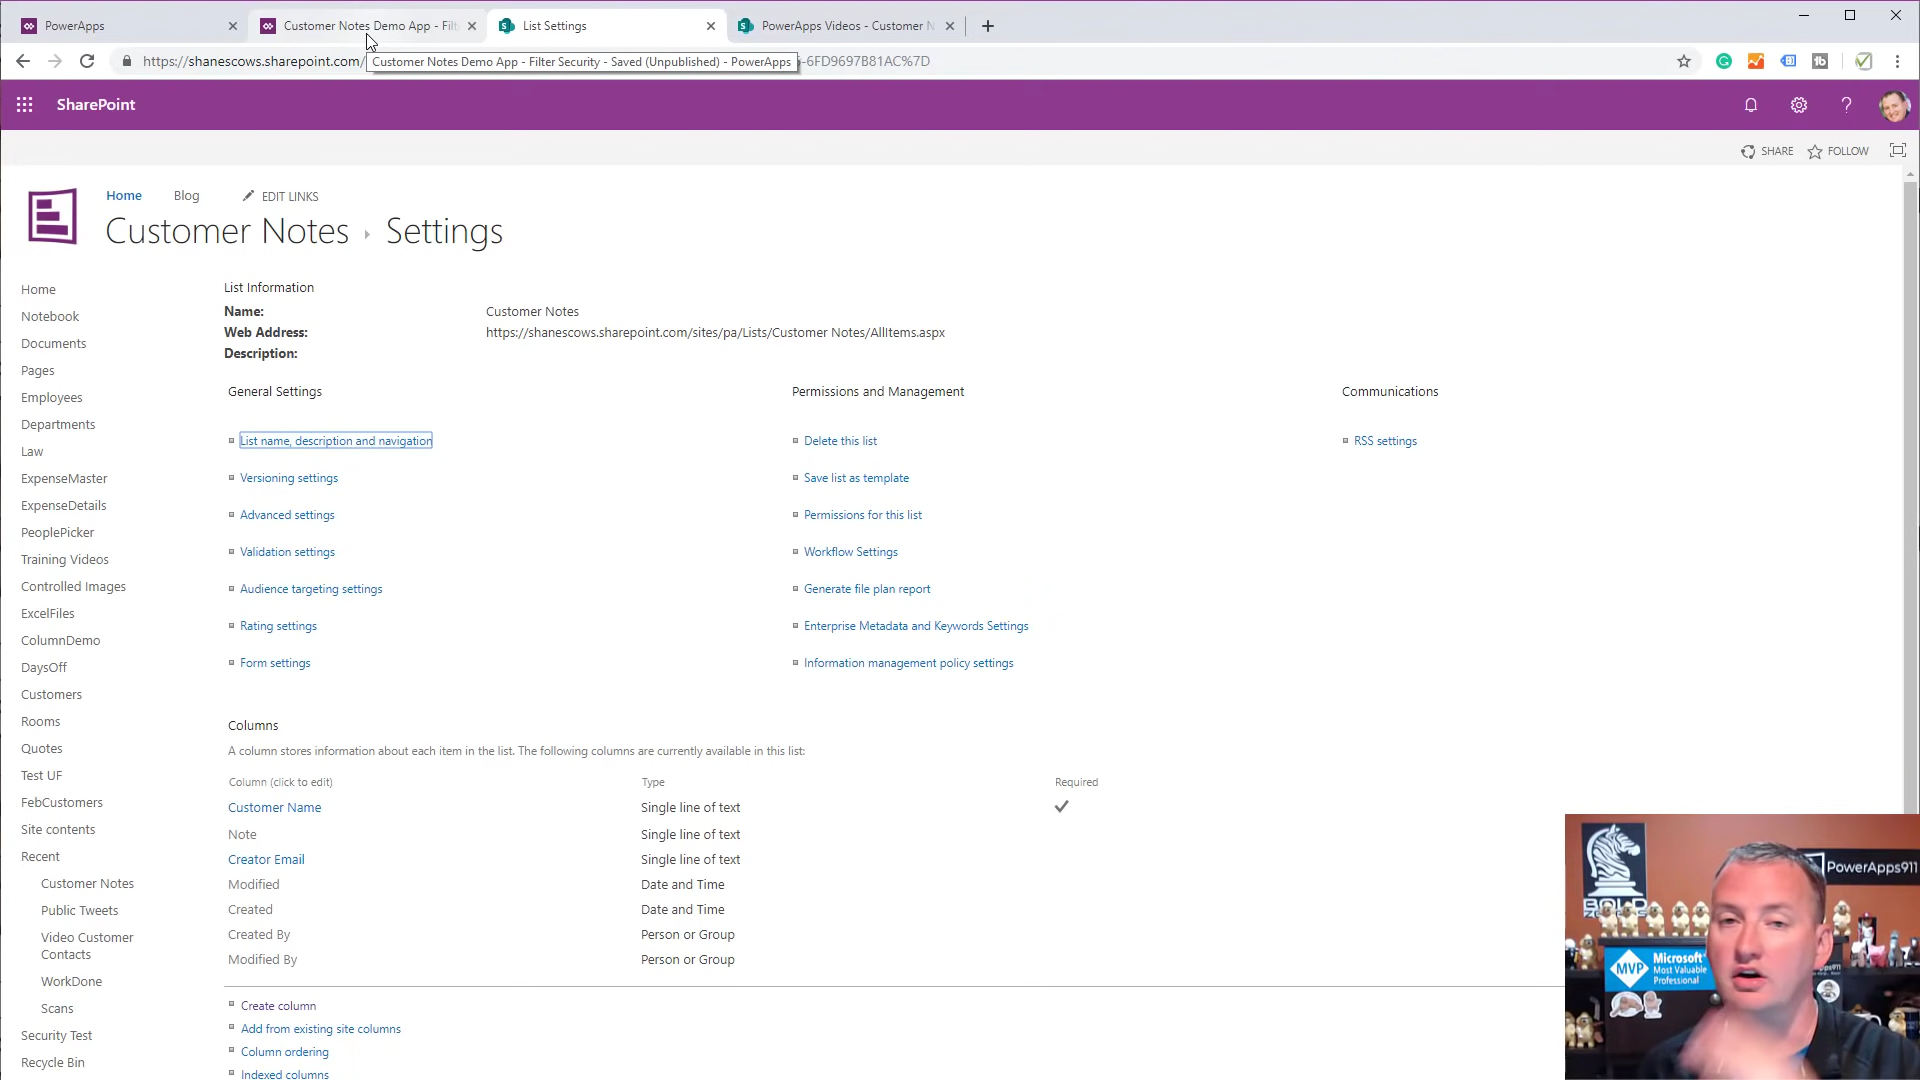 PowerApps
Customer Notes Demo App - Filt
List Settings
PowerApps Videos - Customer N
https://shanescows.sharepoint.com/
-6FD9697B81AC%7D
Customer Notes Demo App - Filter Security - Saved (Unpublished) - PowerApps
SharePoint
SHARE
FOLLOW
Home
Blog
EDIT LINKS
Customer Notes
Settings
Home
Notebook
Documents
Pages
Employees
Departments
Law
ExpenseMaster
ExpenseDetails
PeoplePicker
Training Videos
Controlled Images
ExcelFiles
ColumnDemo
DaysOff
Customers
Rooms
Quotes
Test UF
FebCustomers
Site contents
Recent
Customer Notes
Public Tweets
Video Customer
Contacts
WorkDone
Scans
Security Test
Recycle Bin
List Information
Name:
Customer Notes
Web Address:
https://shanescows.sharepoint.com/sites/pa/Lists/Customer Notes/AllItems.aspx
Description:
General Settings
List name, description and navigation
Versioning settings
Advanced settings
Validation settings
Audience targeting settings
Rating settings
Form settings
Permissions and Management
Delete this list
Save list as template
Permissions for this list
Workflow Settings
Generate file plan report
Enterprise Metadata and Keywords Settings
Information management policy settings
Communications
RSS settings
Columns
A column stores information about each item in the list. The following columns are currently available in this list:
Column (click to edit)
Type
Required
Customer Name
Single line of text
Note
Single line of text
Creator Email
Single line of text
Modified
Date and Time
Created
Date and Time
Created By
Person or Group
Modified By
Person or Group
Create column
Add from existing site columns
Column ordering
Indexed columns
PowerApps911
BOLD
MVP
Microsoft
Most Valuable
Professional